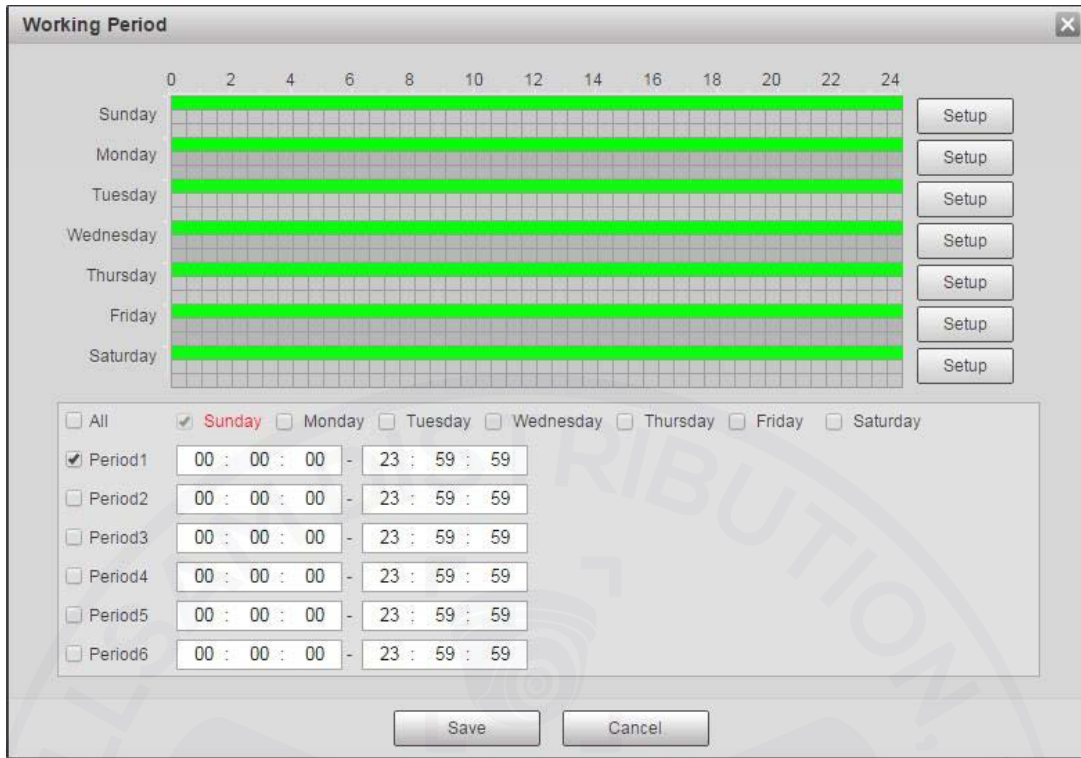 Working Period
0 2 4 6 8 10 12 14 16 18 20 22 24
Sunday Setup
Monday Setup
Tuesday Setup
Wednesday Setup
Thursday Setup
Friday Setup
Saturday Setup
All Sunday Monday Tuesday Wednesday Thursday Friday Saturday
Period1 00 : 00 : 00 - 23 : 59 : 59
Period2 00 : 00 : 00 - 23 : 59 : 59
Period3 00 : 00 : 00 - 23 : 59 : 59
Period4 00 : 00 : 00 - 23 : 59 : 59
Period5 00 : 00 : 00 - 23 : 59 : 59
Period6 00 : 00 : 00 - 23 : 59 : 59
Save Cancel
DISTRIBUTION,